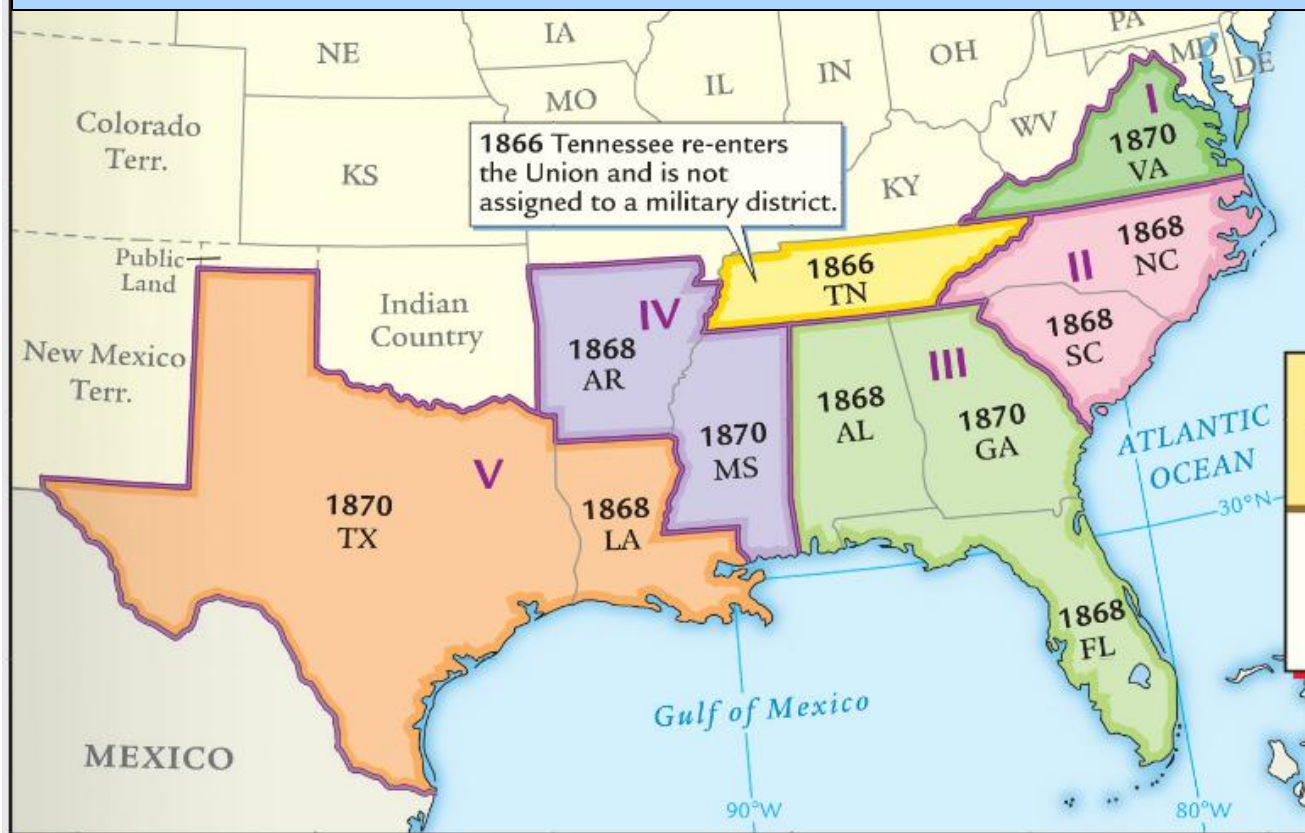 PA
IA
NE
OH
MD
IL
IN
DE
MO
I
Colorado
Terr.
WV
1870
VA
1866 Tennessee re-enters
the Union and is not
assigned to a military district.
KS
KY
1868
NC
Public
Land
1866
TN
II
Indian
Country
IV
1868
SC
New Mexico
Terr.
1868
AR
III
1868
AL
1870
GA
1870
MS
ATLANTIC
OCEAN
V
1870
TX
1868
LA
30°N
1868
FL
Gulf of Mexico
MEXICO
90°W
80°W